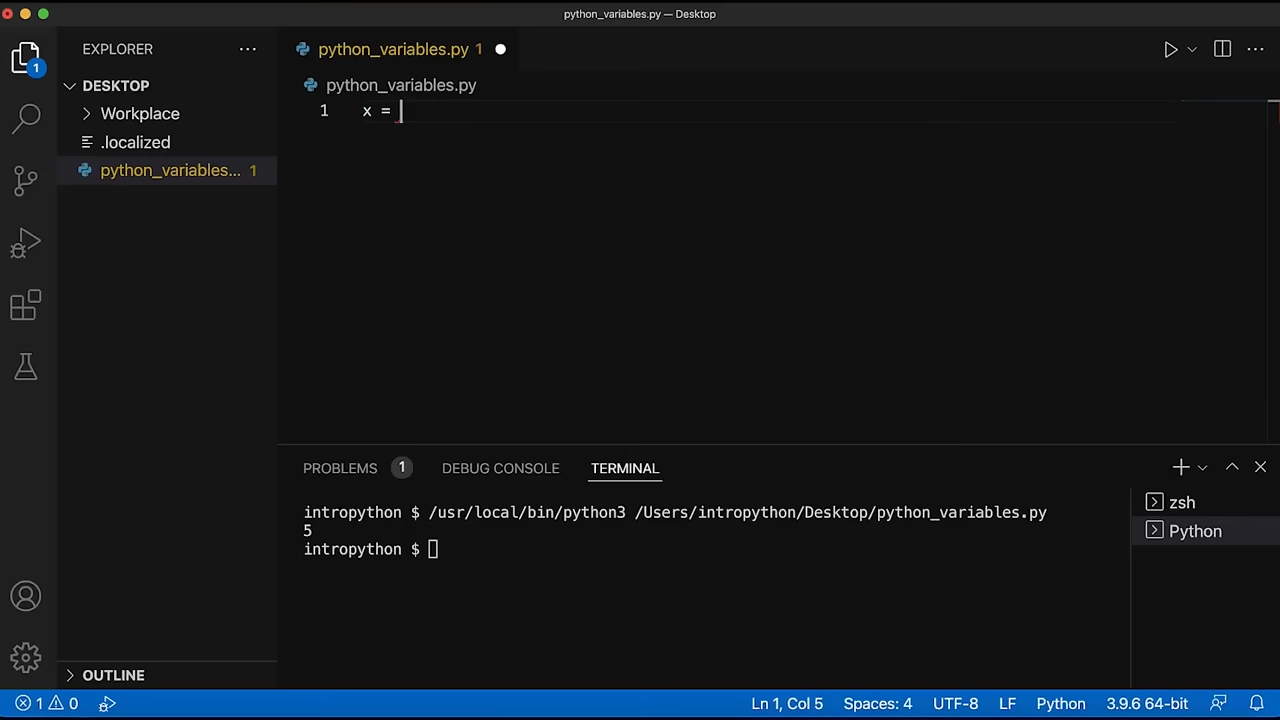 python_variables.py — Desktop
1
EXPLORER
DESKTOP
Workplace
.localized
python_variables... 1
OUTLINE
python_variables.py 1
python_variables.py
1 x =
PROBLEMS 1 DEBUG CONSOLE TERMINAL
intropython $ /usr/local/bin/python3 /Users/intropython/Desktop/python_variables.py
5
intropython $
zsh
Python
1 0 Ln 1, Col 5 Spaces: 4 UTF-8 LF Python 3.9.6 64-bit